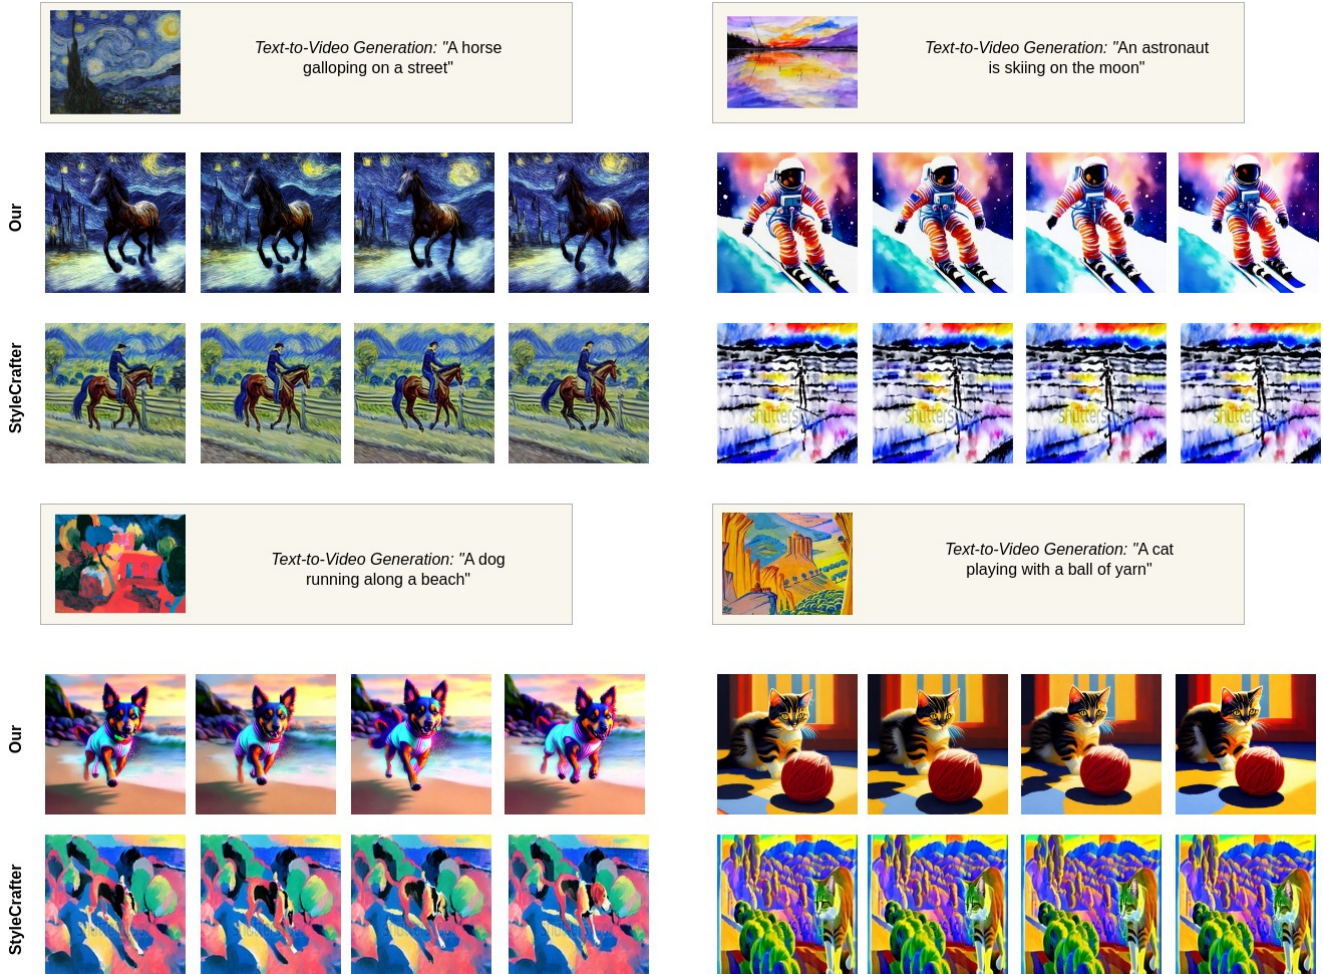 Text-to-Video Generation: "A horse
galloping on a street"
Text-to-Video Generation: "An astronaut
is skiing on the moon"
Our
StyleCrafter
Text-to-Video Generation: "A dog
running along a beach"
Text-to-Video Generation: "A cat
playing with a ball of yarn"
Our
StyleCrafter